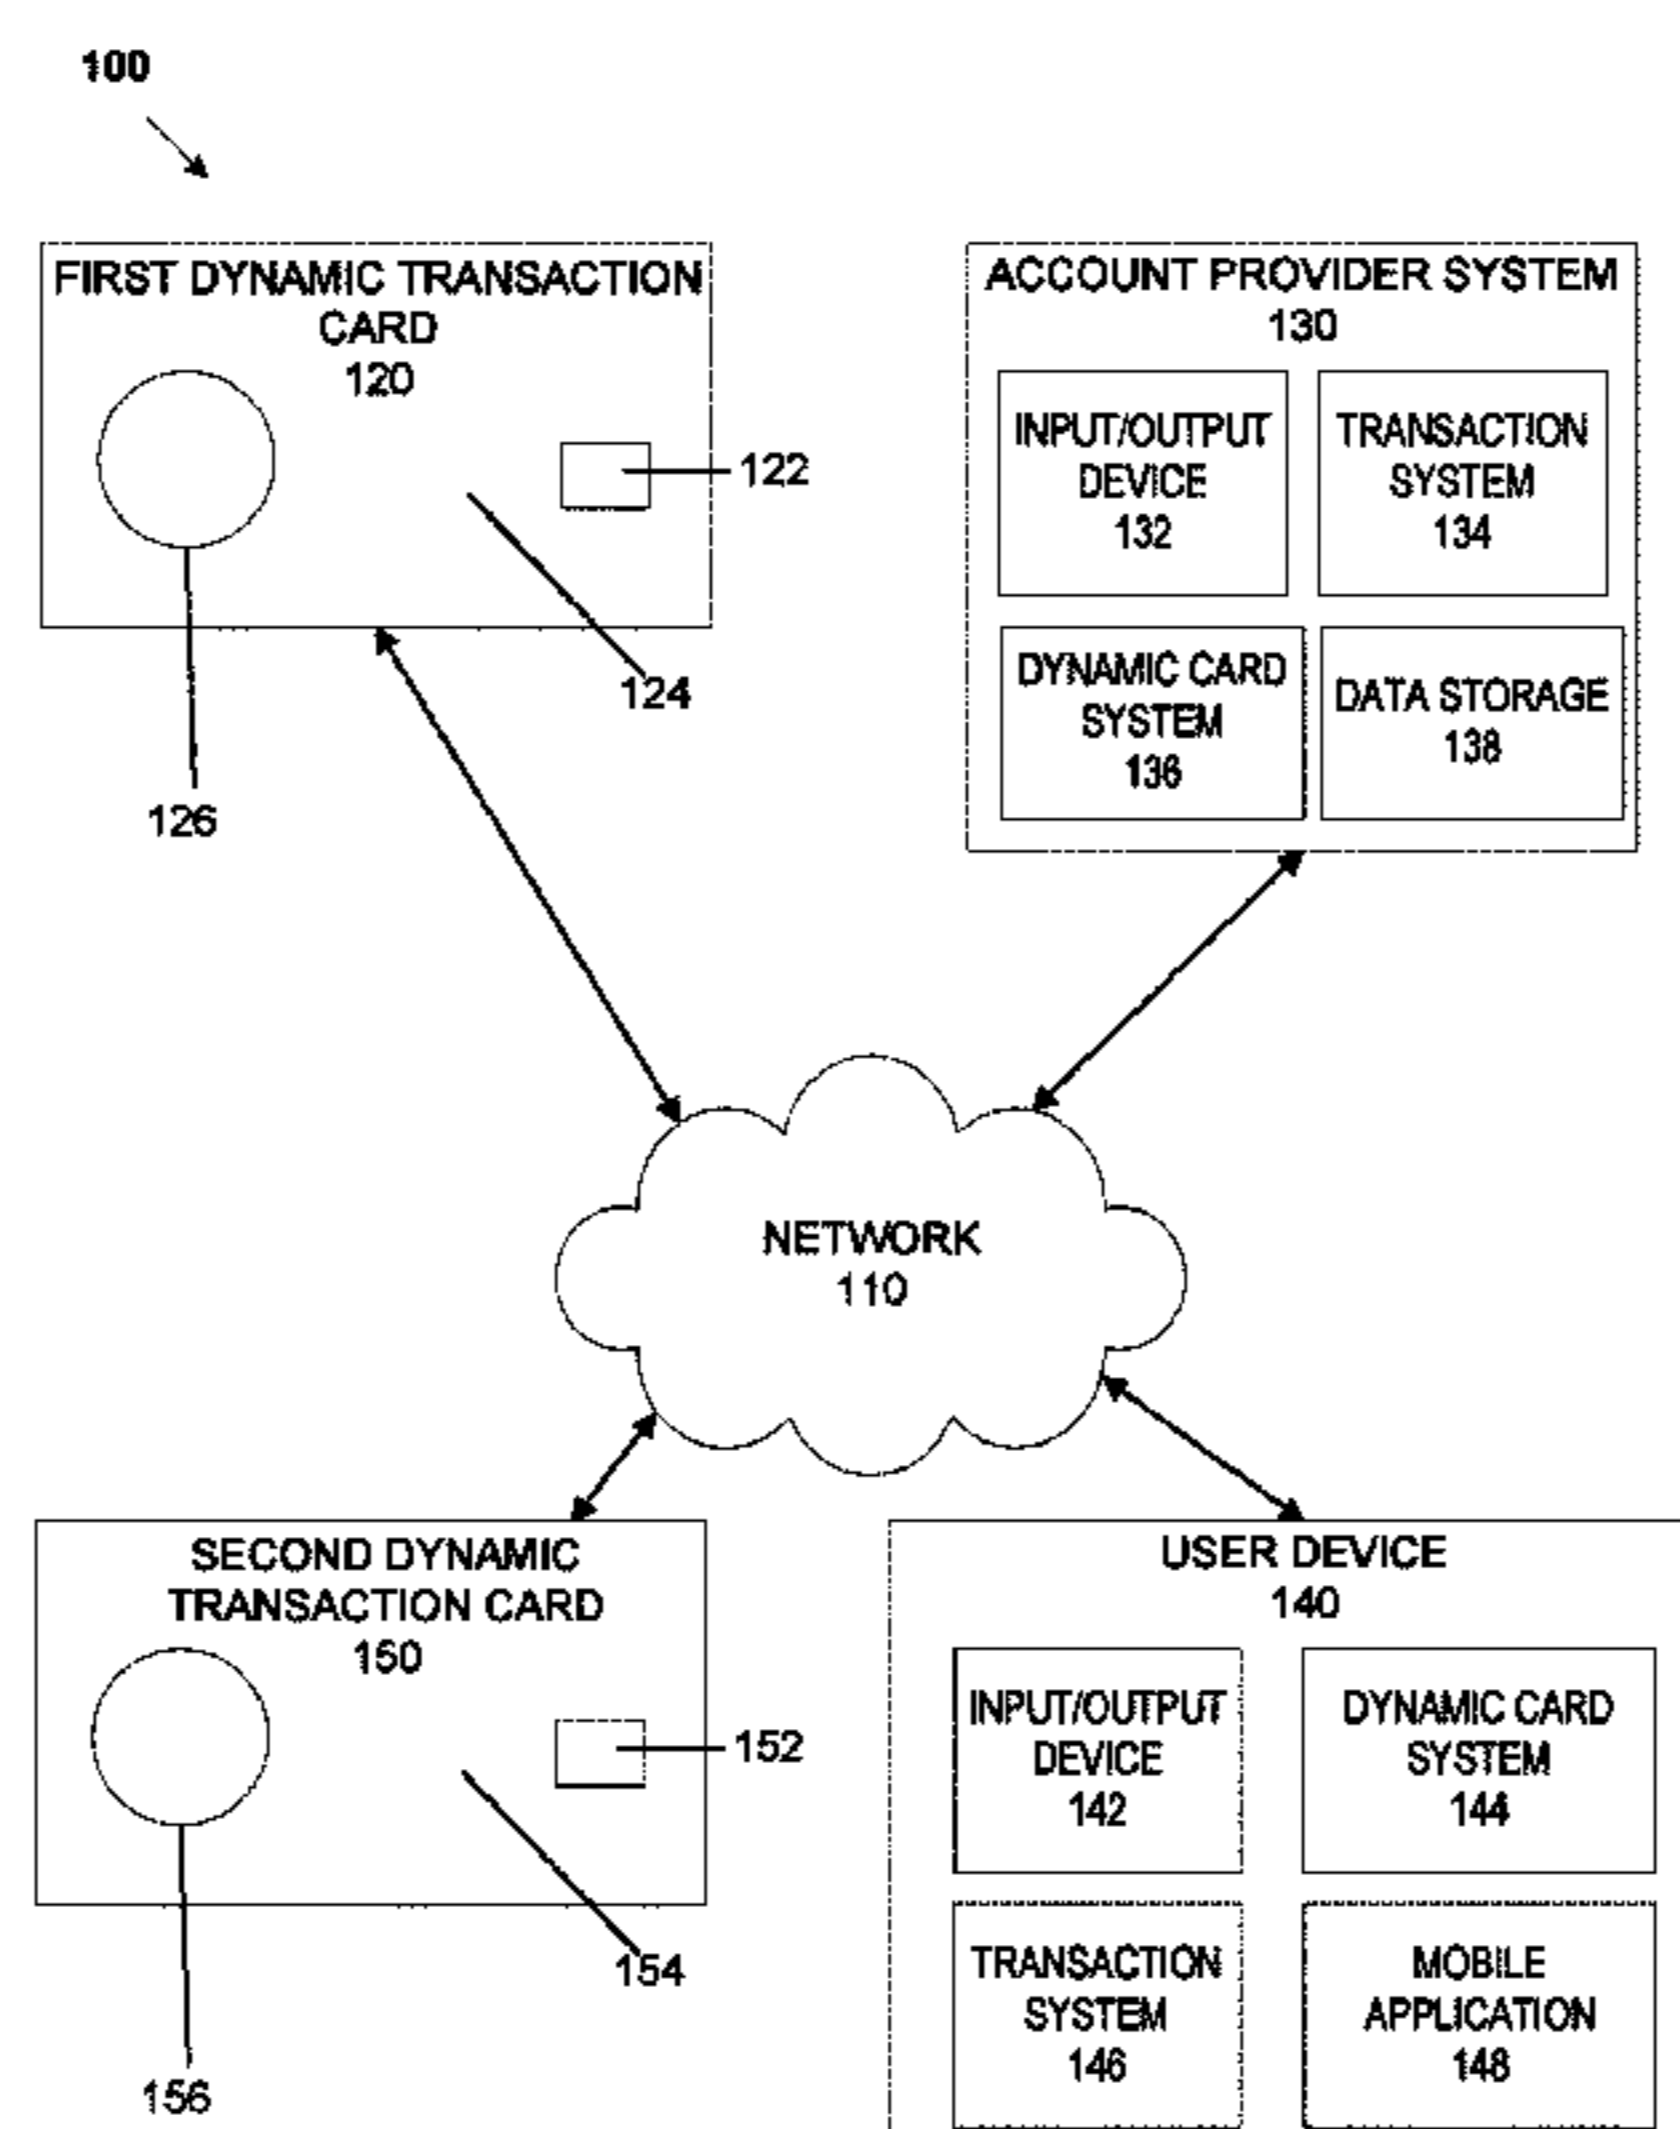 100
FIRST DYNAMIC TRANSACTION
CARD
120
122
124
126
ACCOUNT PROVIDER SYSTEM
130
INPUT/OUTPUT
DEVICE
132
TRANSACTION
SYSTEM
134
DYNAMIC CARD
SYSTEM
136
DATA STORAGE
138
NETWORK
110
SECOND DYNAMIC
TRANSACTION CARD
150
152
154
156
USER DEVICE
140
INPUT/OUTPUT
DEVICE
142
DYNAMIC CARD
SYSTEM
144
TRANSACTION
SYSTEM
146
MOBILE
APPLICATION
148